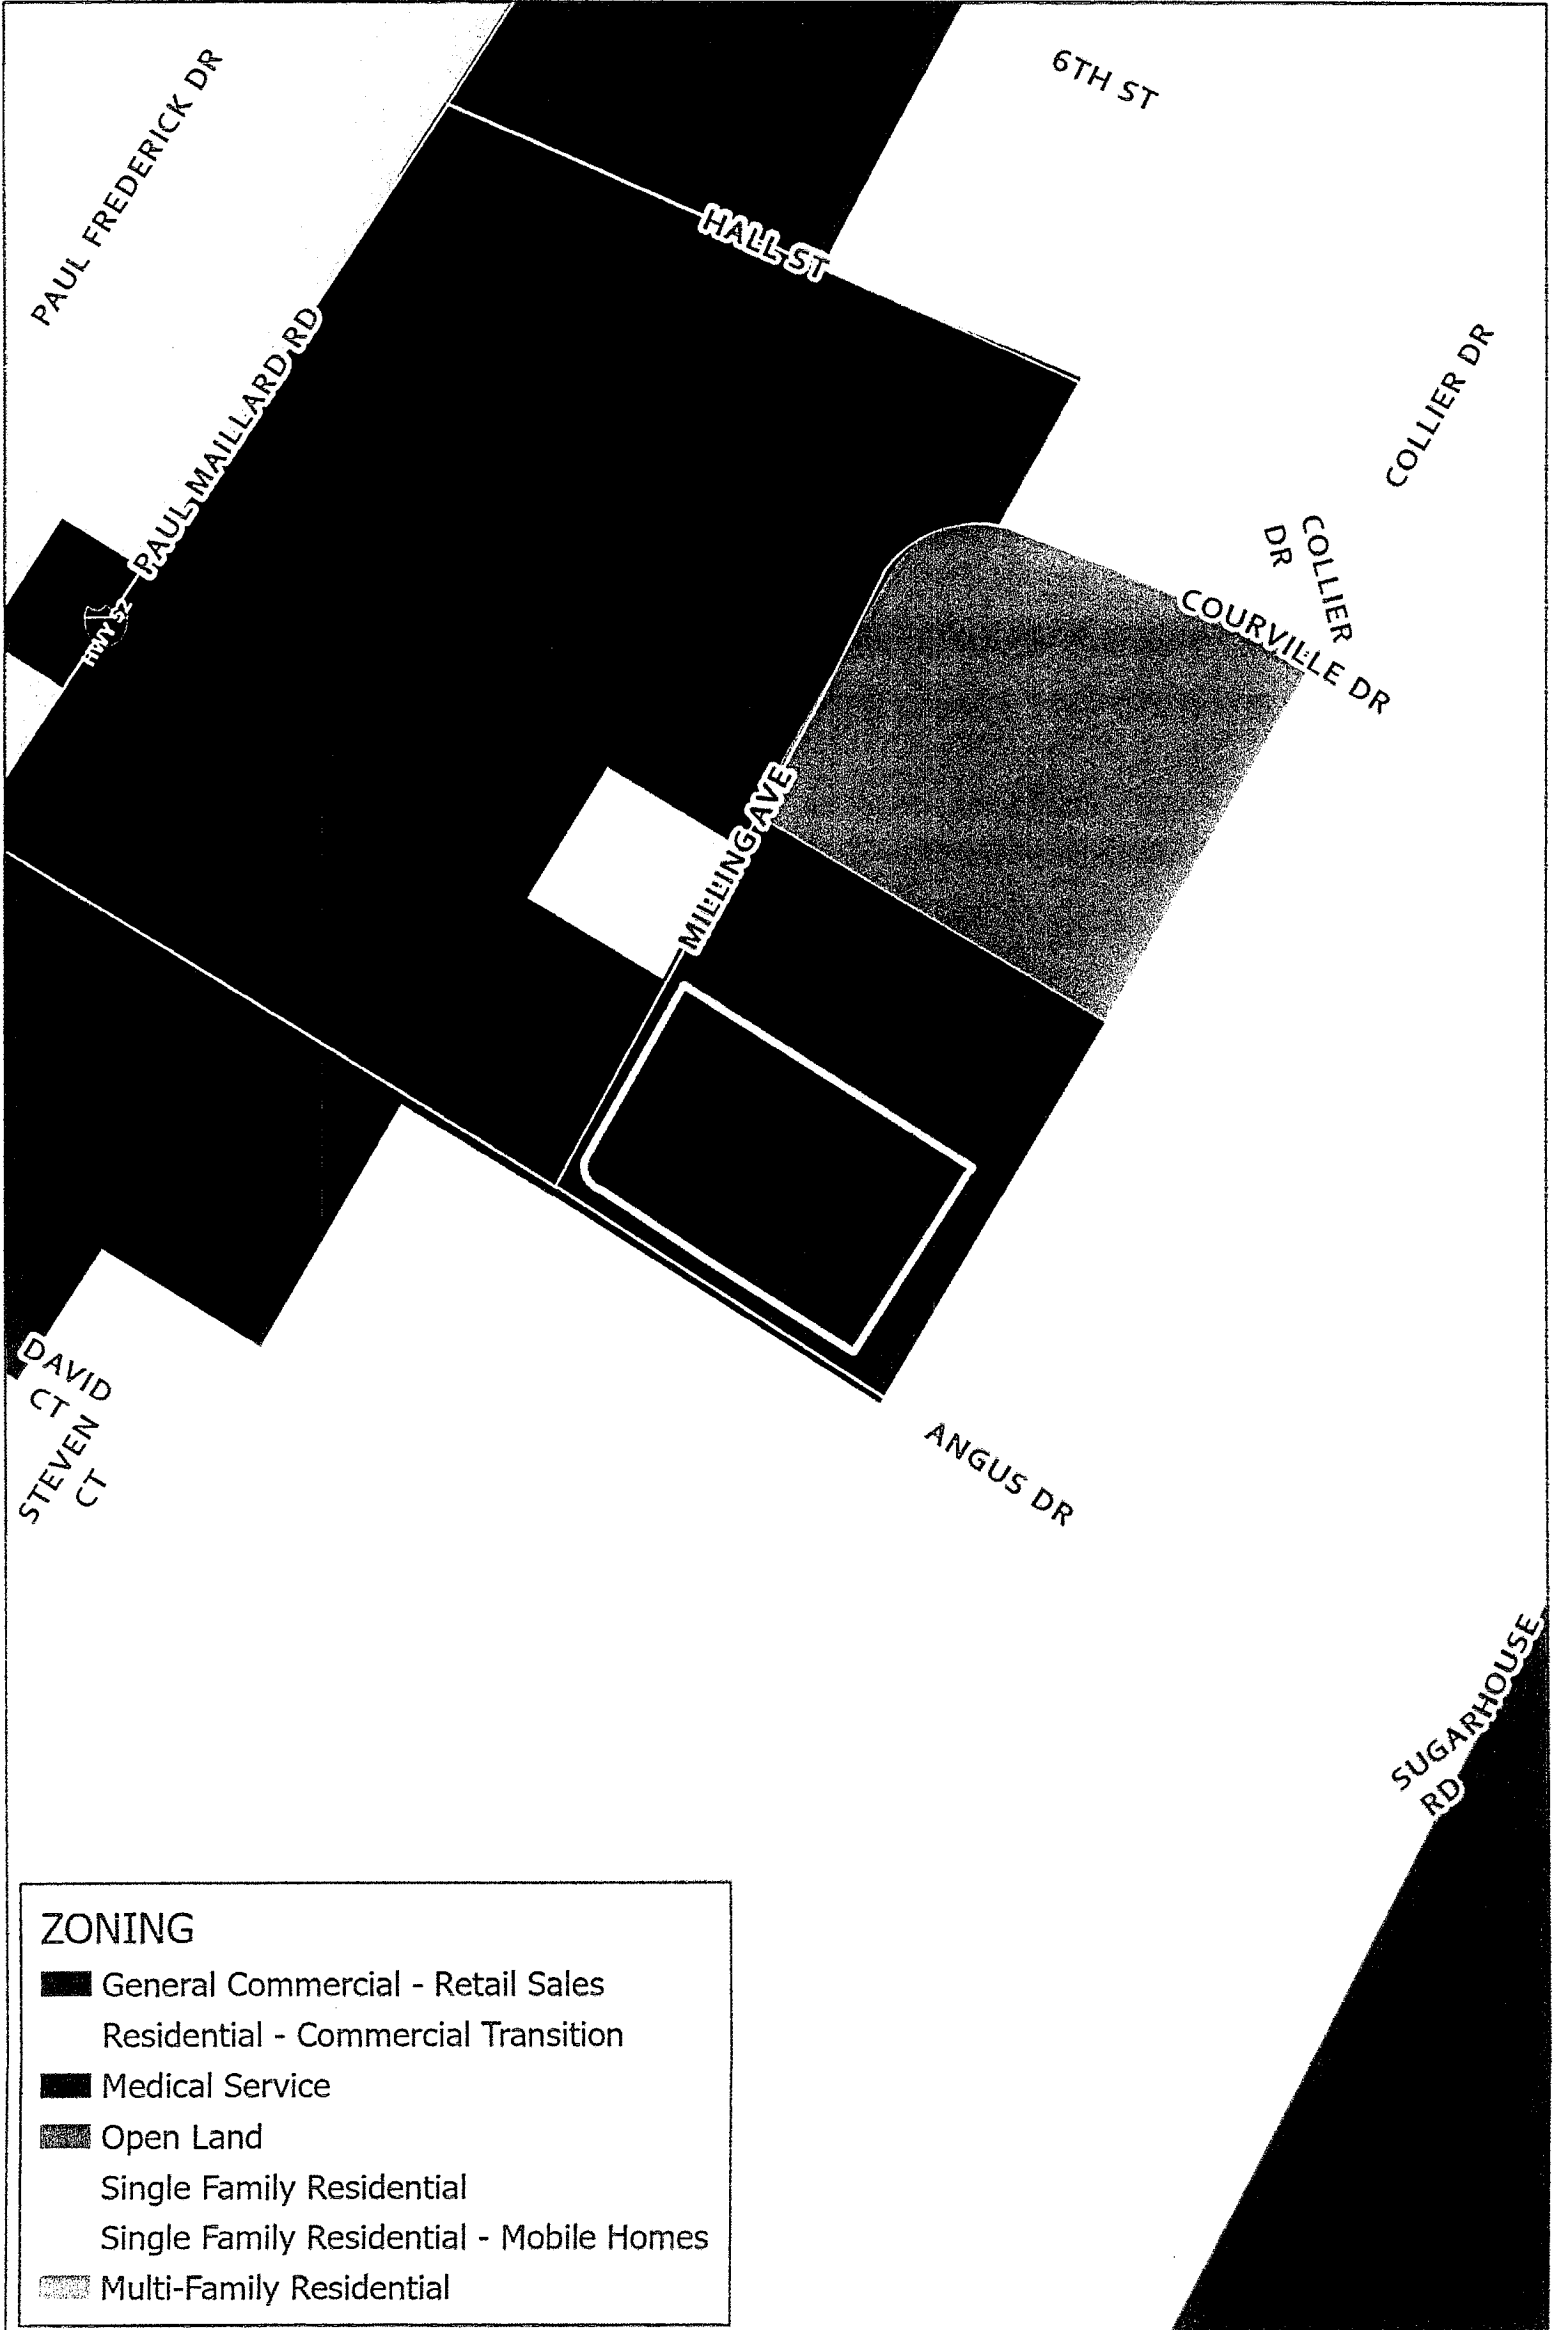 6TH ST
PAUL FREDERICK DR
HALL ST
COLLIER DR
PAUL MAILLARD RD
COLLIER
DR
HWY 52
COURVILLE DR
MILLING AVE
DAVID
CT
STEVEN
CT
ANGUS DR
SUGARHOUSE
RD
ZONING
General Commercial - Retail Sales
Residential - Commercial Transition
Medical Service
Open Land
Single Family Residential
Single Family Residential - Mobile Homes
Multi-Family Residential